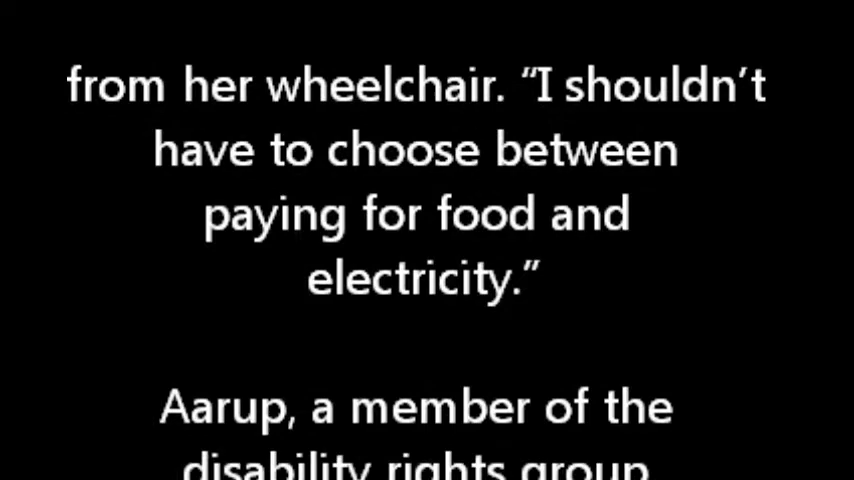 from her wheelchair. “I shouldn’t
have to choose between
paying for food and
electricity.”
Aarup, a member of the
disability rights group